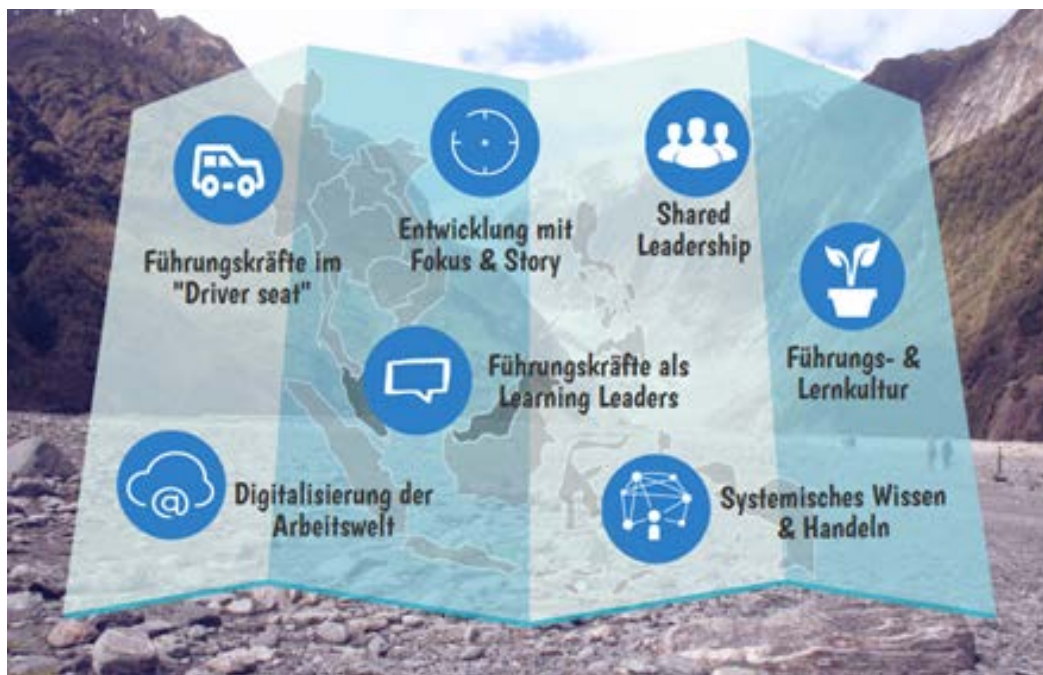 Führungskräfte im
"Driver seat"
Entwicklung mit
Fokus & Story
Shared
Leadership
Führungs- &
Lernkultur
Führungskräfte als
Learning Leaders
Digitalisierung der
Arbeitswelt
@
Systemisches Wissen
& Handeln